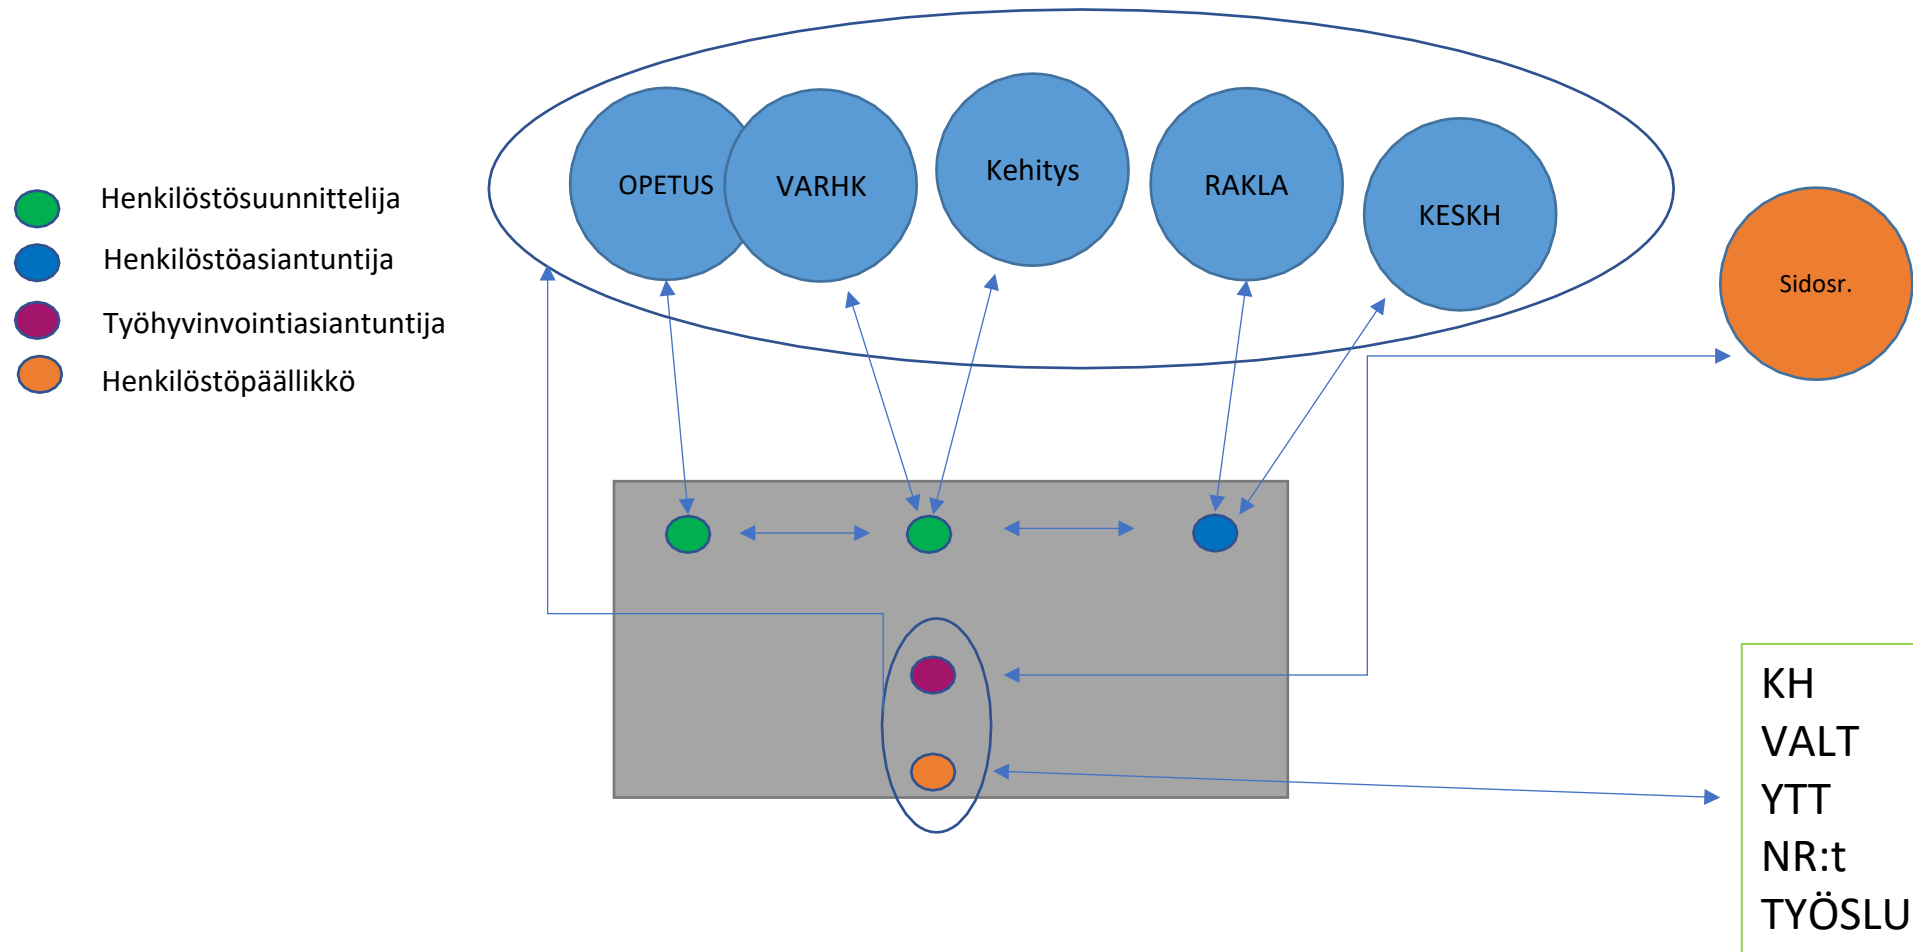 Henkilöstösuunnittelija
Henkilöstöasiantuntija
Työhyvinvointiasiantuntija
Henkilöstöpäällikkö
OPETUS
VARHK
Kehitys
RAKLA
KESKH
Sidosr.
KH
VALT
YTT
NR:t
TYÖSLU